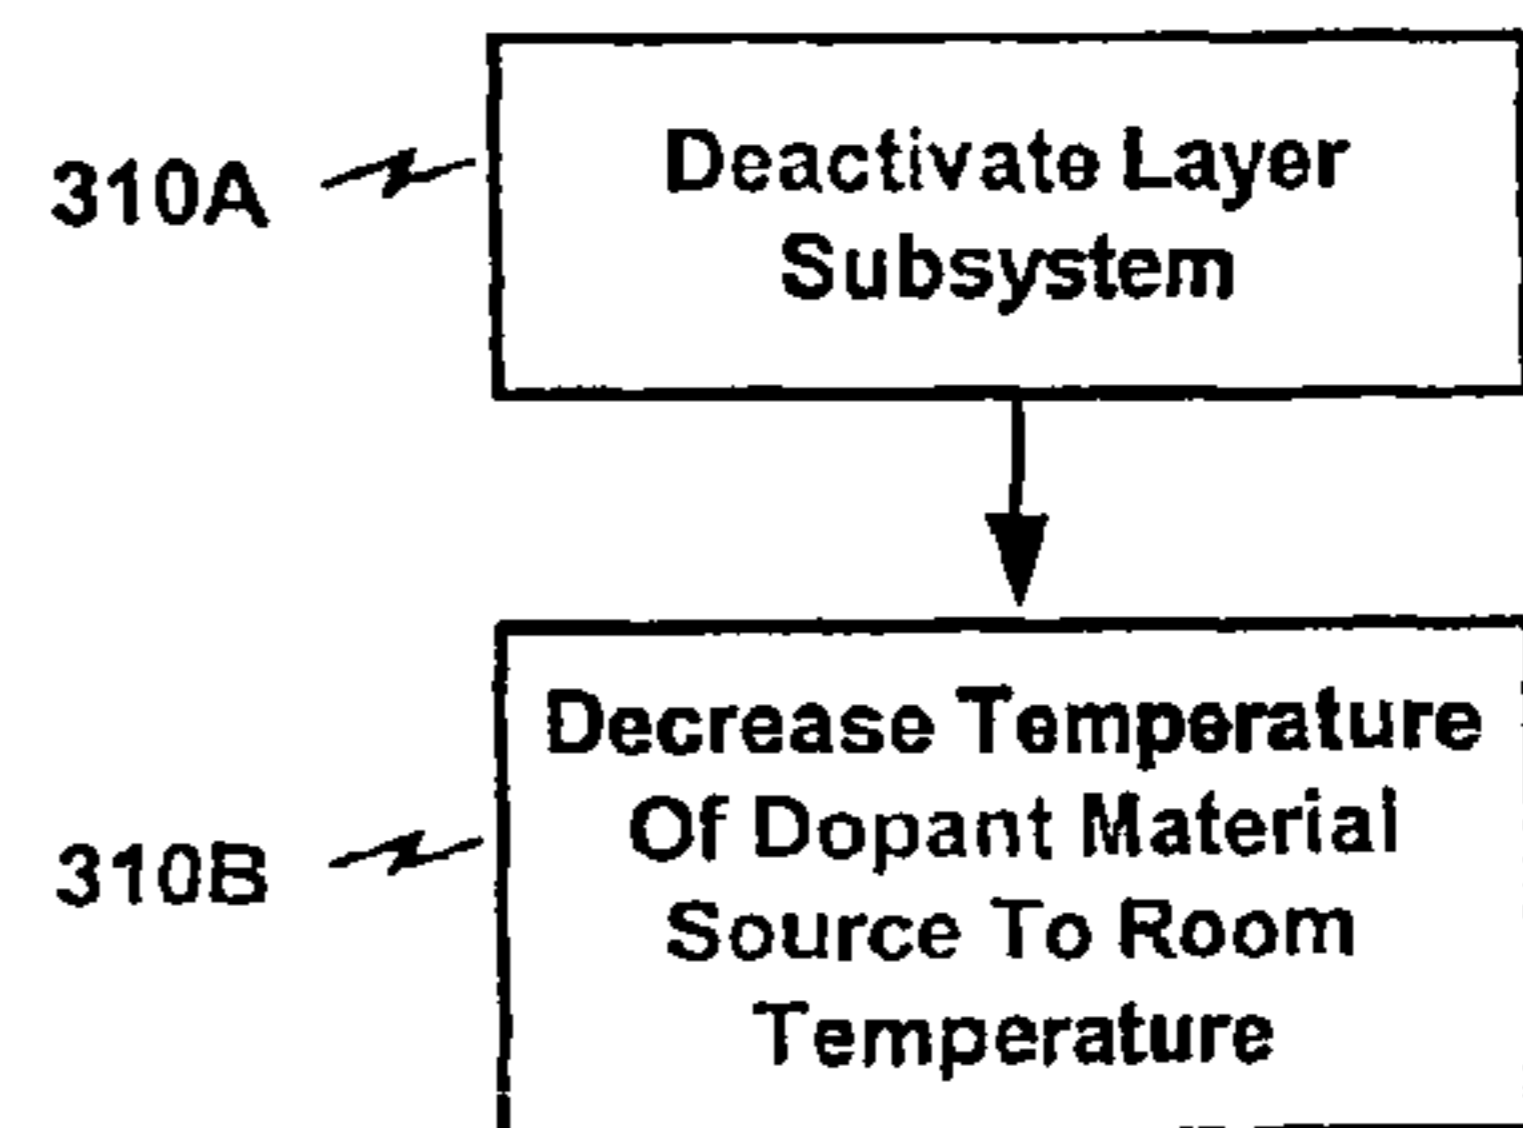 310A
Deactivate Layer
Subsystem
310B
Decrease Temperature
Of Dopant Material
Source To Room
Temperature